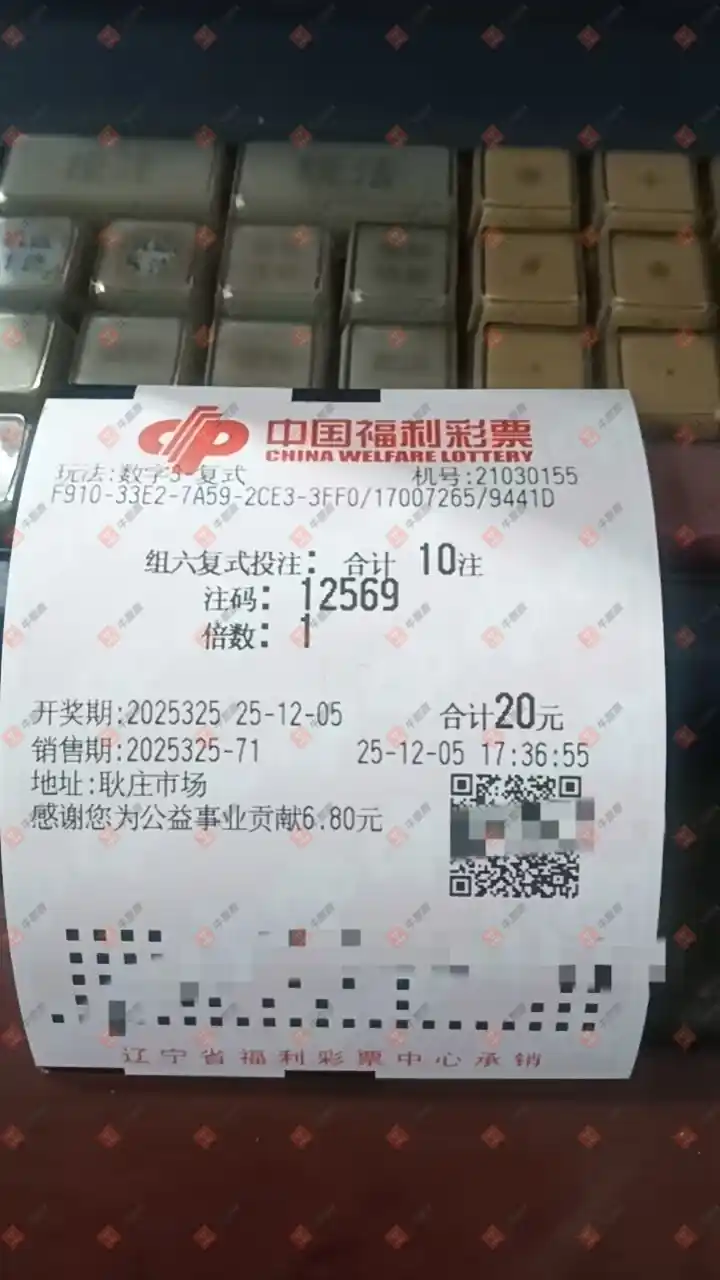 中国福利彩票
CHINA WELFARE LOTTERY
玩法:数字3-复式 机号:21030155
F910-33E2-7A59-2CE3-3FF0/17007265/9441D
组六复式投注: 合计 10注
注码: 12569
倍数: 1
开奖期:2025325 25-12-05 合计20元
销售期:2025325-71 25-12-05 17:36:55
地址:耿庄市场
感谢您为公益事业贡献6.80元
辽宁省福利彩票中心承销